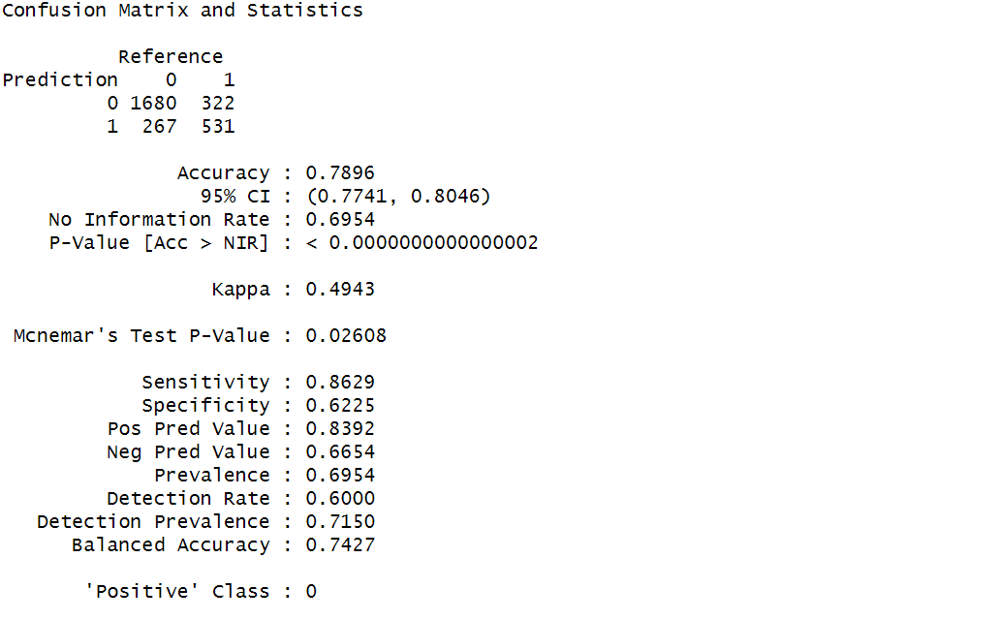 Confusion Matrix and Statistics
          Reference
Prediction    0    1
         0 1680  322
         1  267  531
               Accuracy : 0.7896
                 95% CI : (0.7741, 0.8046)
    No Information Rate : 0.6954
    P-Value [Acc > NIR] : < 0.0000000000000002
                  Kappa : 0.4943
 Mcnemar's Test P-Value : 0.02608
            Sensitivity : 0.8629
            Specificity : 0.6225
         Pos Pred Value : 0.8392
         Neg Pred Value : 0.6654
             Prevalence : 0.6954
         Detection Rate : 0.6000
   Detection Prevalence : 0.7150
      Balanced Accuracy : 0.7427
       'Positive' Class : 0